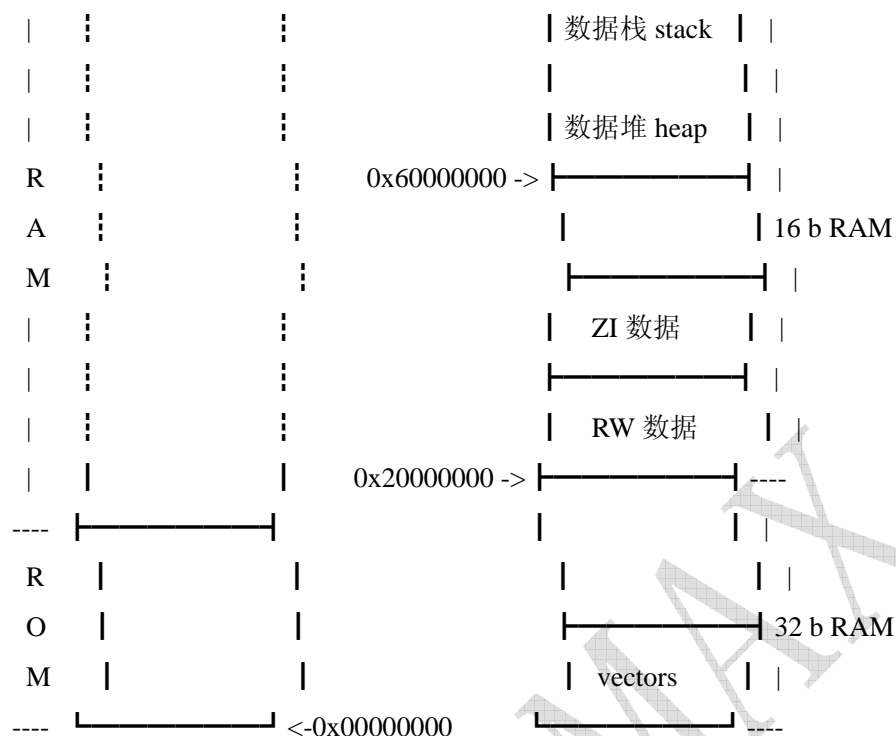 数据栈 stack
数据堆 heap
R 0x60000000 ->
A 16 b RAM
M
ZI 数据
RW 数据
0x20000000 -> ----
----
R
O 32 b RAM
M vectors
---- <-0x00000000 ----
MAX